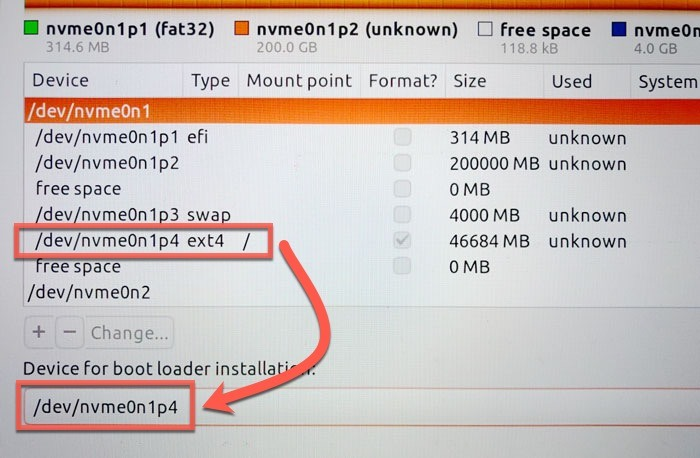 nvme0n1p1 (fat32) nvme0n1p2 (unknown) free space nvme0n
314.6 MB 200.0 GB 118.8 kB 4.0 GB
Device Type Mount point Format? Size Used System
/dev/nvme0n1
/dev/nvme0n1p1 efi 314 MB unknown
/dev/nvme0n1p2 200000 MB unknown
free space 0 MB
/dev/nvme0n1p3 swap 4000 MB unknown
/dev/nvme0n1p4 ext4 / 46684 MB unknown
free space 0 MB
/dev/nvme0n2
+ − Change...
Device for boot loader installation:
/dev/nvme0n1p4